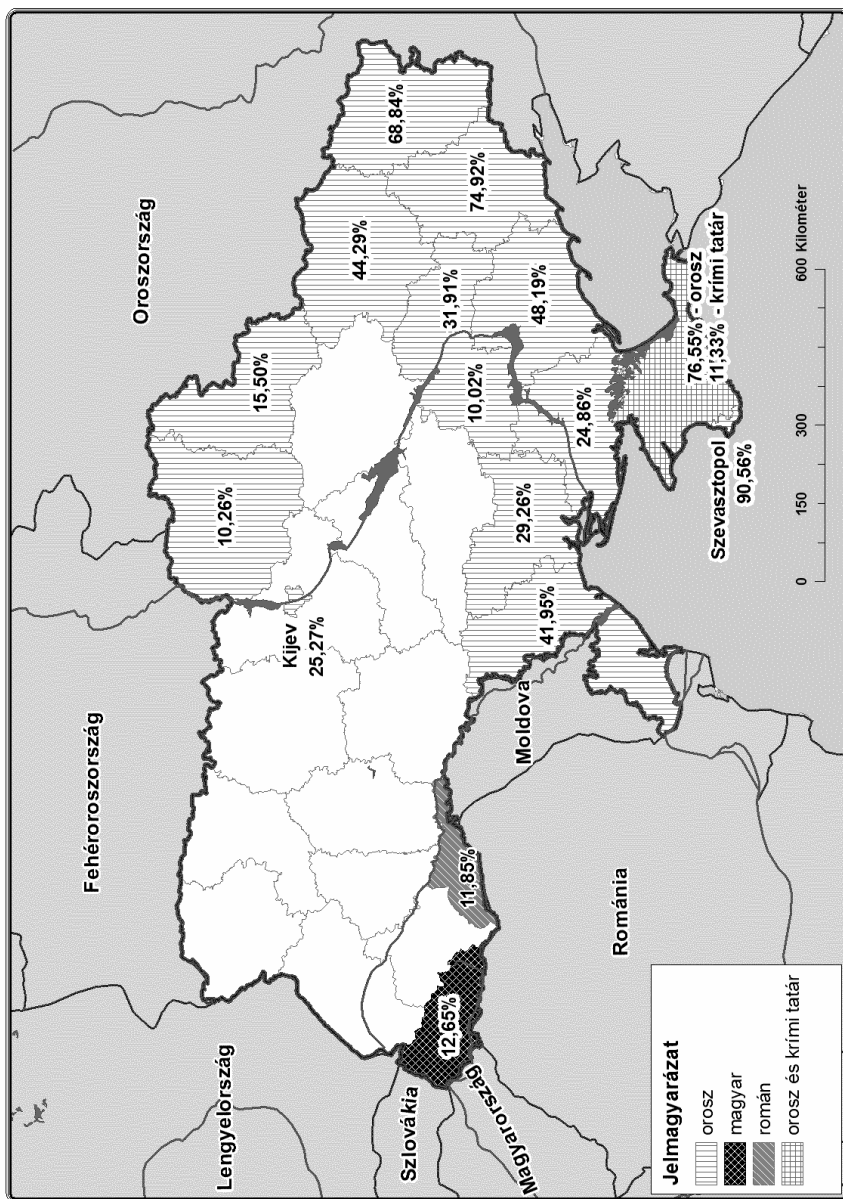 Fehéroroszország
Oroszország
Lengyelország
Szlovákia
Magyarország
Románia
Moldova
Kijev
25,27%
10,26%
15,50%
44,29%
68,84%
74,92%
31,91%
10,02%
48,19%
24,86%
29,26%
41,95%
11,85%
12,65%
76,55% - orosz
11,33% - krími tatár
Szevasztopol
90,56%
0 150 300 600 Kilométer
Jelmagyarázat
orosz
magyar
román
orosz és krími tatár